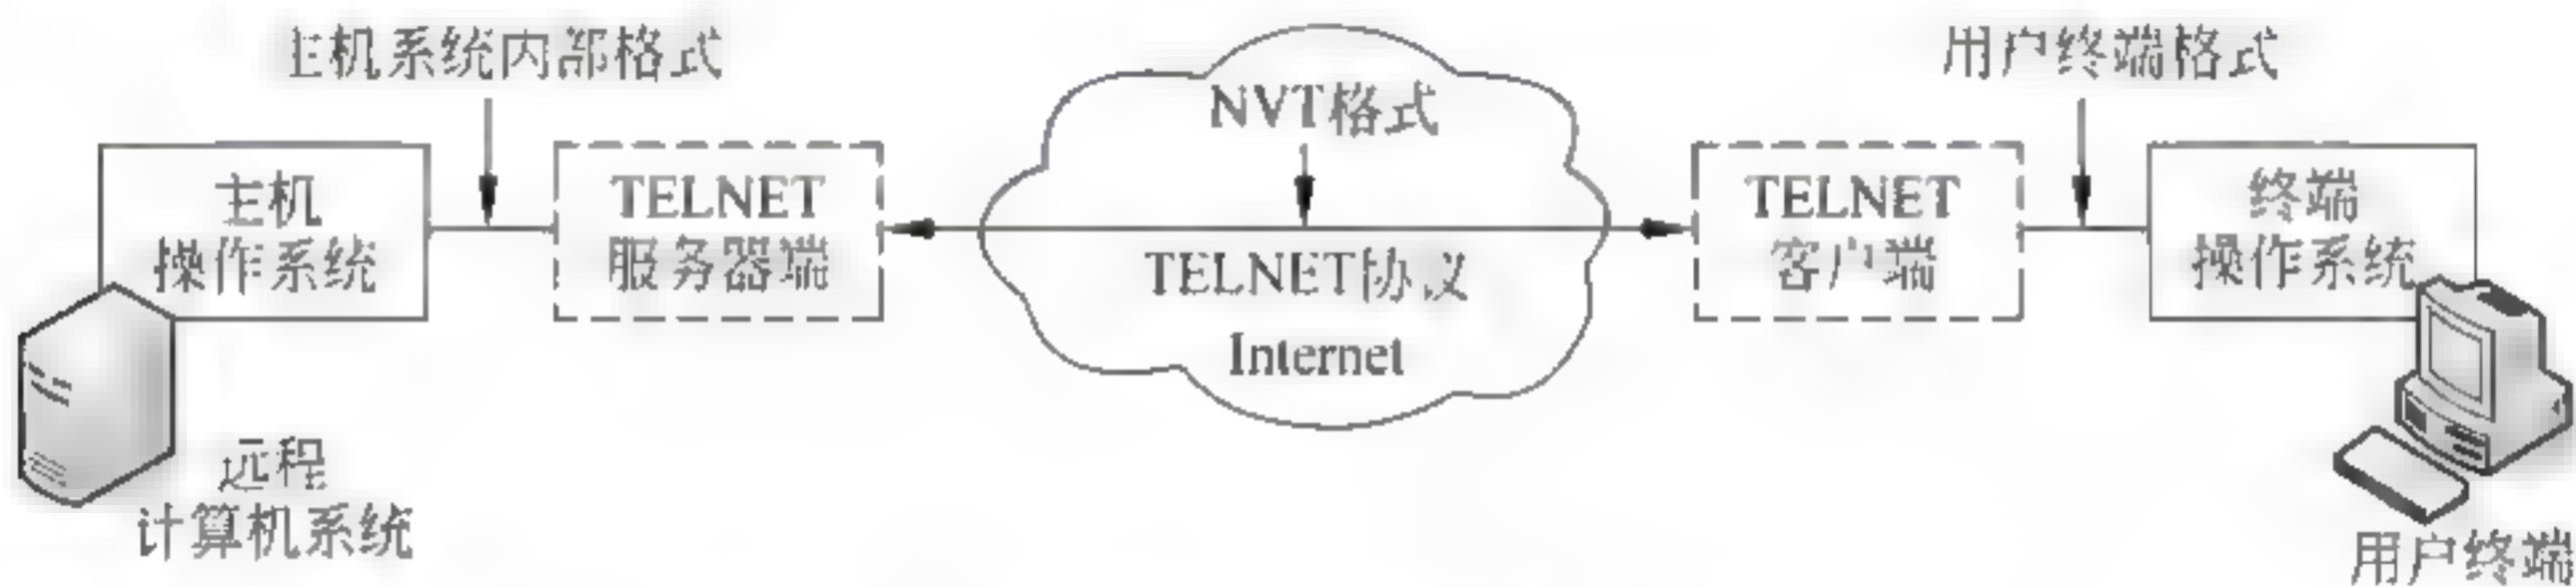 主机系统内部格式
用户终端格式
NVT格式
主机
操作系统
TELNET
服务器端
TELNET协议
Internet
TELNET
客户端
终端
操作系统
远程
计算机系统
用户终端